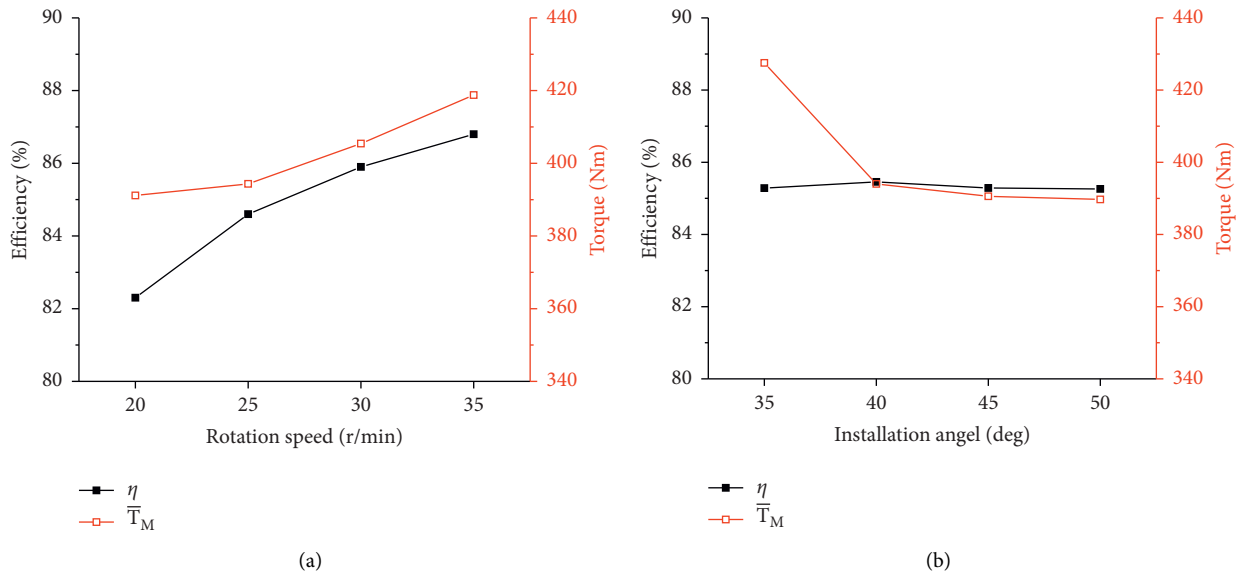 90
88
86
84
82
80
Efficiency (%)
440
420
400
380
360
340
Torque (Nm)
20 25 30 35
Rotation speed (r/min)
η
T̅M
(a)
90
88
86
84
82
80
Efficiency (%)
440
420
400
380
360
340
Torque (Nm)
35 40 45 50
Installation angel (deg)
η
T̅M
(b)